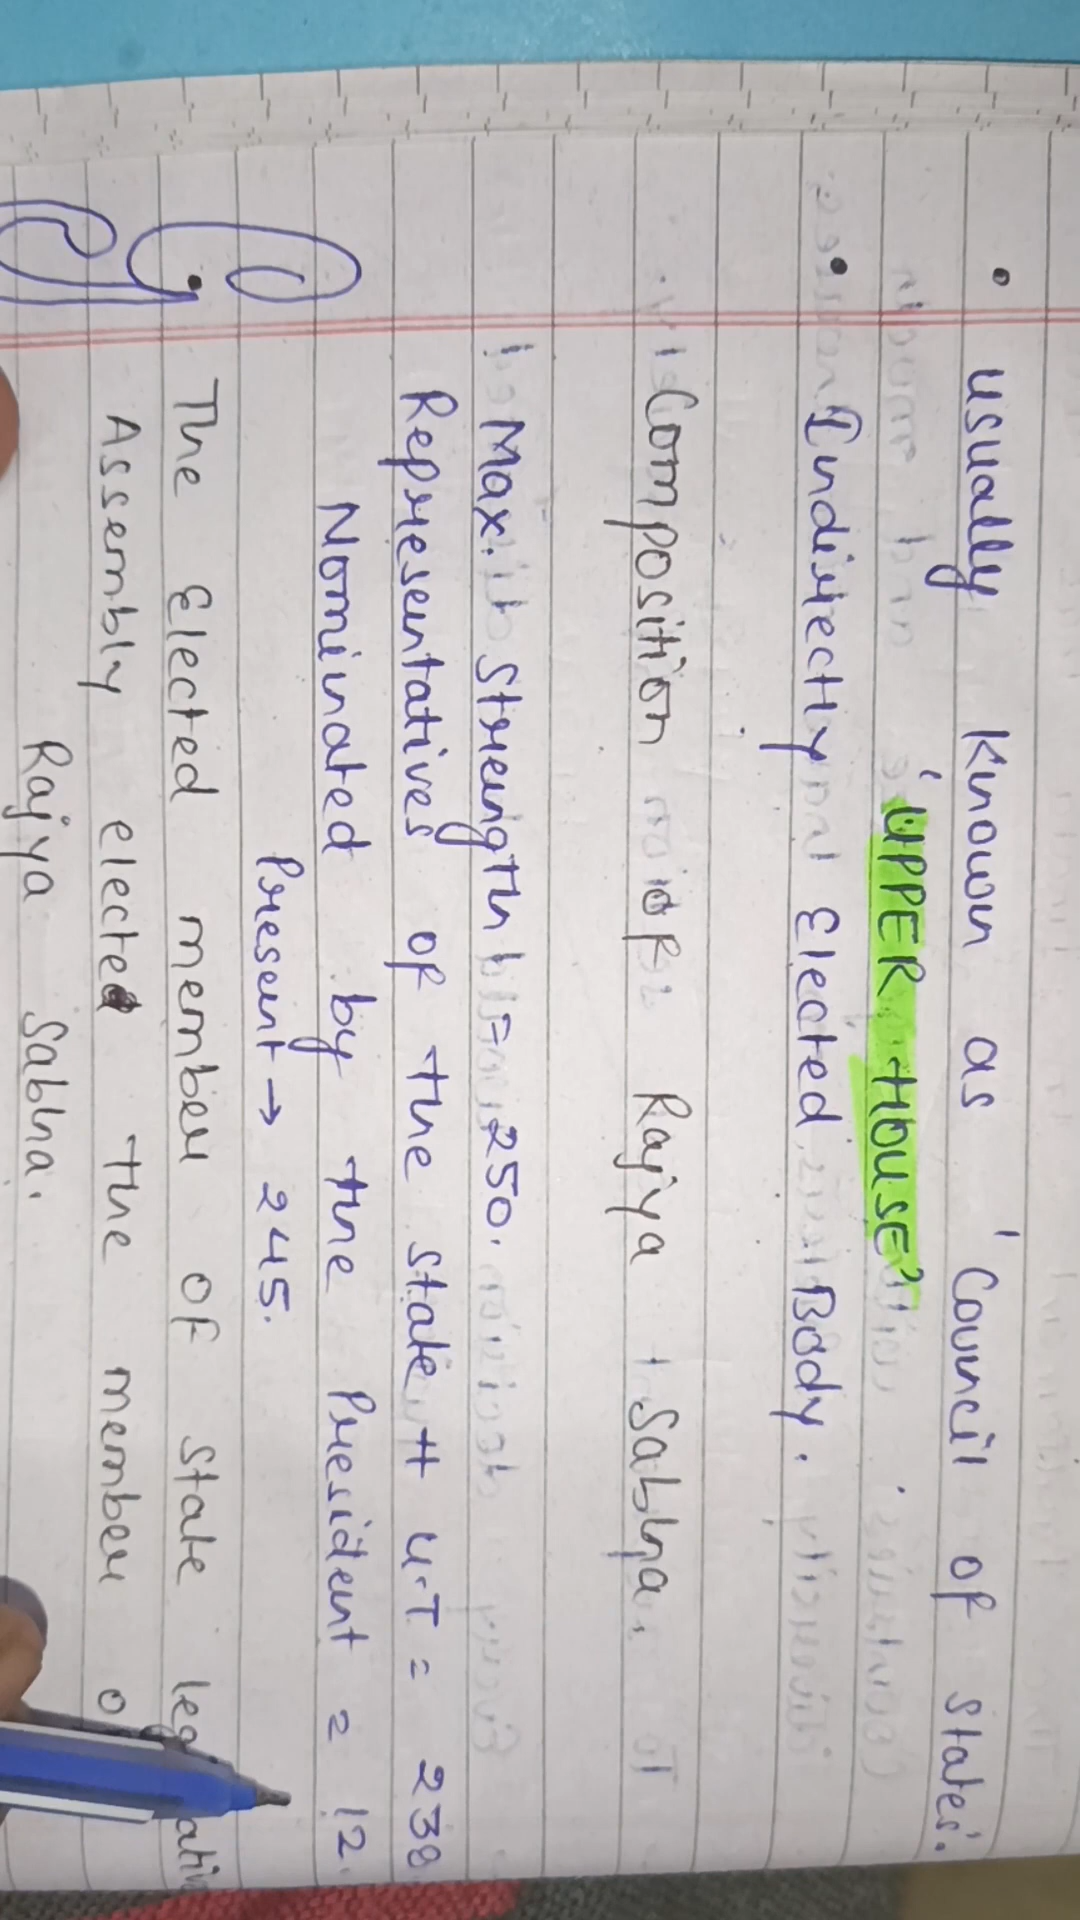 • usually known as 'Council of states'.
'UPPER HOUSE'
• Indirectly Elected Body.
Composition of Rajya Sabha.
Max. Strength = 250.
Representatives of the state + U.T = 238
Nominated by the President = 12.
Present → 245.
• The Elected member of state
Assembly elected the member
Rajya Sabha.